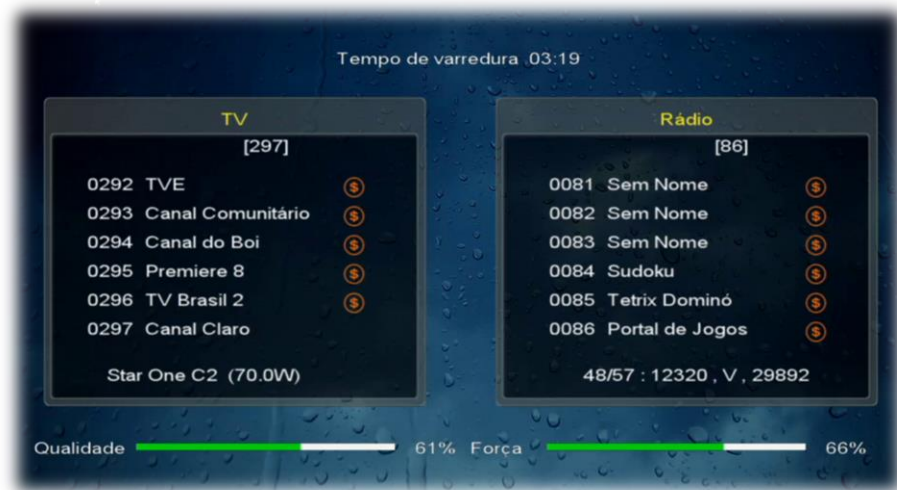 Tempo de varredura 03:19
TV
[297]
0292 TVE $
0293 Canal Comunitário $
0294 Canal do Boi $
0295 Premiere 8 $
0296 TV Brasil 2 $
0297 Canal Claro
Star One C2 (70.0W)
Rádio
[86]
0081 Sem Nome $
0082 Sem Nome $
0083 Sem Nome $
0084 Sudoku $
0085 Tetrix Dominó $
0086 Portal de Jogos $
48/57 : 12320 , V , 29892
Qualidade 61%
Força 66%